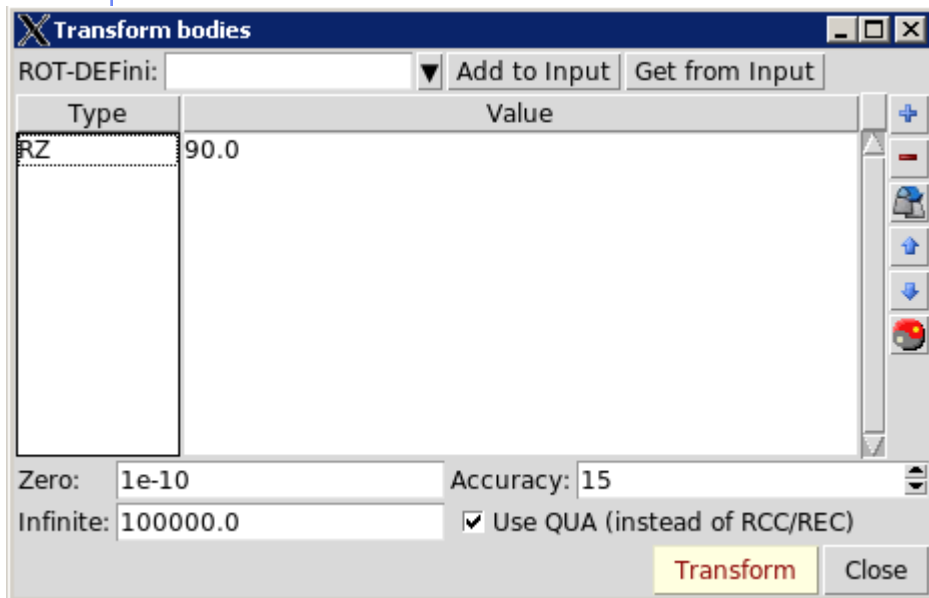 Transform bodies
ROT-DEFini: Add to Input Get from Input
Type Value
RZ 90.0
Zero: 1e-10 Accuracy: 15
Infinite: 100000.0 Use QUA (instead of RCC/REC)
Transform Close